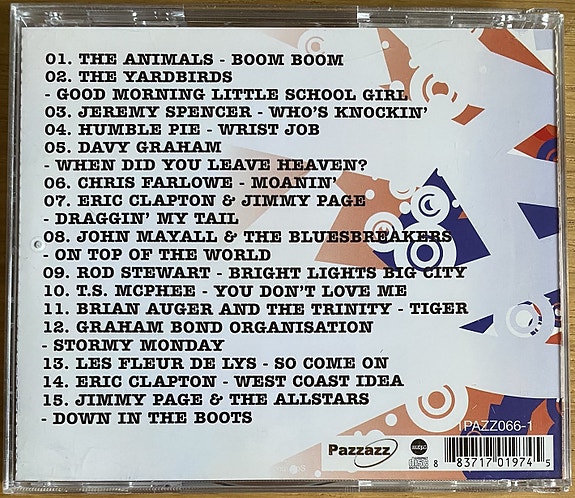 01. THE ANIMALS - BOOM BOOM
02. THE YARDBIRDS
- GOOD MORNING LITTLE SCHOOL GIRL
03. JEREMY SPENCER - WHO'S KNOCKIN'
04. HUMBLE PIE - WRIST JOB
05. DAVY GRAHAM
- WHEN DID YOU LEAVE HEAVEN?
06. CHRIS FARLOWE - MOANIN'
07. ERIC CLAPTON & JIMMY PAGE
- DRAGGIN' MY TAIL
08. JOHN MAYALL & THE BLUESBREAKERS
- ON TOP OF THE WORLD
09. ROD STEWART - BRIGHT LIGHTS BIG CITY
10. T.S. MCPHEE - YOU DON'T LOVE ME
11. BRIAN AUGER AND THE TRINITY - TIGER
12. GRAHAM BOND ORGANISATION
- STORMY MONDAY
13. LES FLEUR DE LYS - SO COME ON
14. ERIC CLAPTON - WEST COAST IDEA
15. JIMMY PAGE & THE ALLSTARS
- DOWN IN THE BOOTS
PAZZ066-1
Pazzazz
8 83717 01974 5